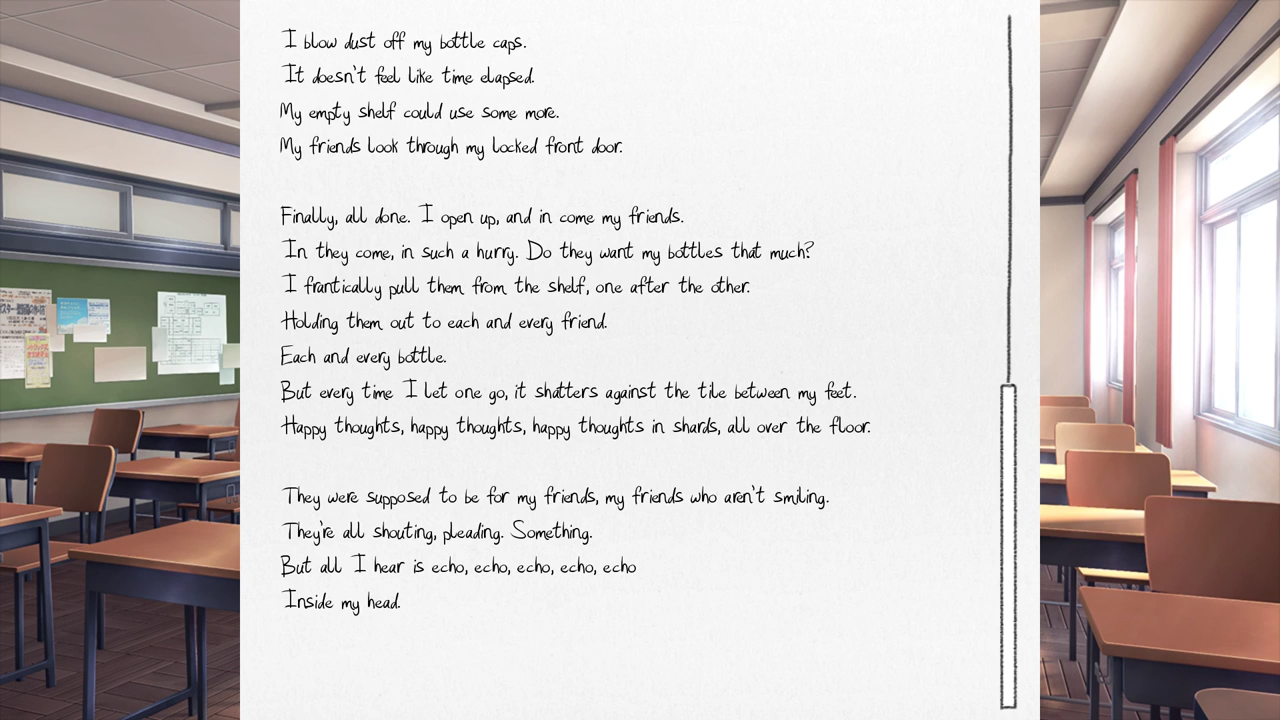 I blow dust off my bottle caps.
It doesn't feel like time elapsed.
My empty shelf could use some more.
My friends look through my locked front door.
Finally, all done. I open up, and in come my friends.
In they come, in such a hurry. Do they want my bottles that much?
I frantically pull them from the shelf, one after the other.
Holding them out to each and every friend.
Each and every bottle.
But every time I let one go, it shatters against the tile between my feet.
Happy thoughts, happy thoughts, happy thoughts in shards, all over the floor.
They were supposed to be for my friends, my friends who aren't smiling.
They're all shouting, pleading. Something.
But all I hear is echo, echo, echo, echo, echo
Inside my head.